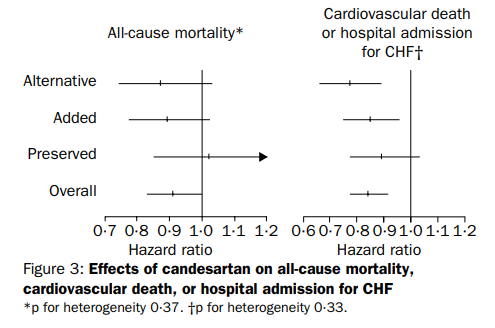 All-cause mortality*
Cardiovascular death
or hospital admission
for CHF†
Alternative
Added
Preserved
Overall
0·7 0·8 0·9 1·0 1·1 1·2
Hazard ratio
0·6 0·7 0·8 0·9 1·0 1·1 1·2
Hazard ratio
Figure 3: Effects of candesartan on all-cause mortality,
cardiovascular death, or hospital admission for CHF
*p for heterogeneity 0·37. †p for heterogeneity 0·33.